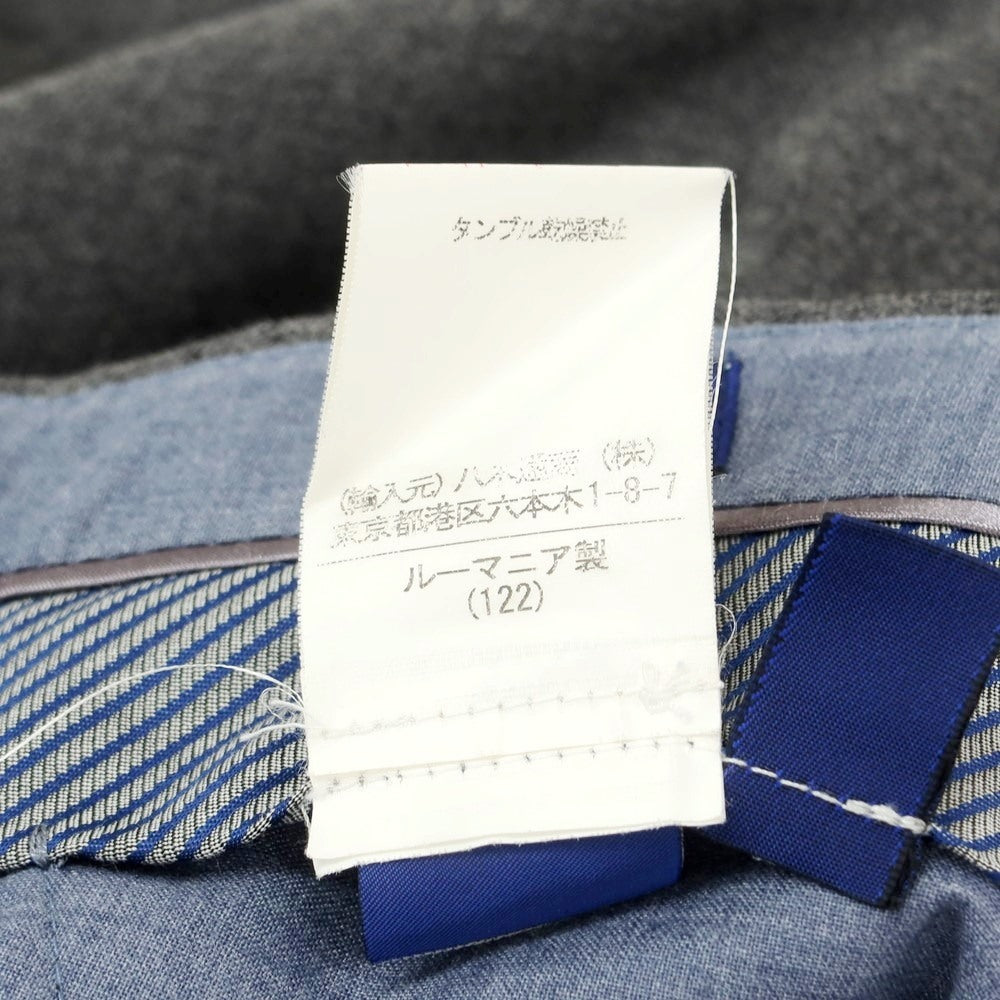 タンブル乾燥禁止
(輸入元) 八木通商 (株)
東京都港区六本木1-8-7
ルーマニア製
(122)